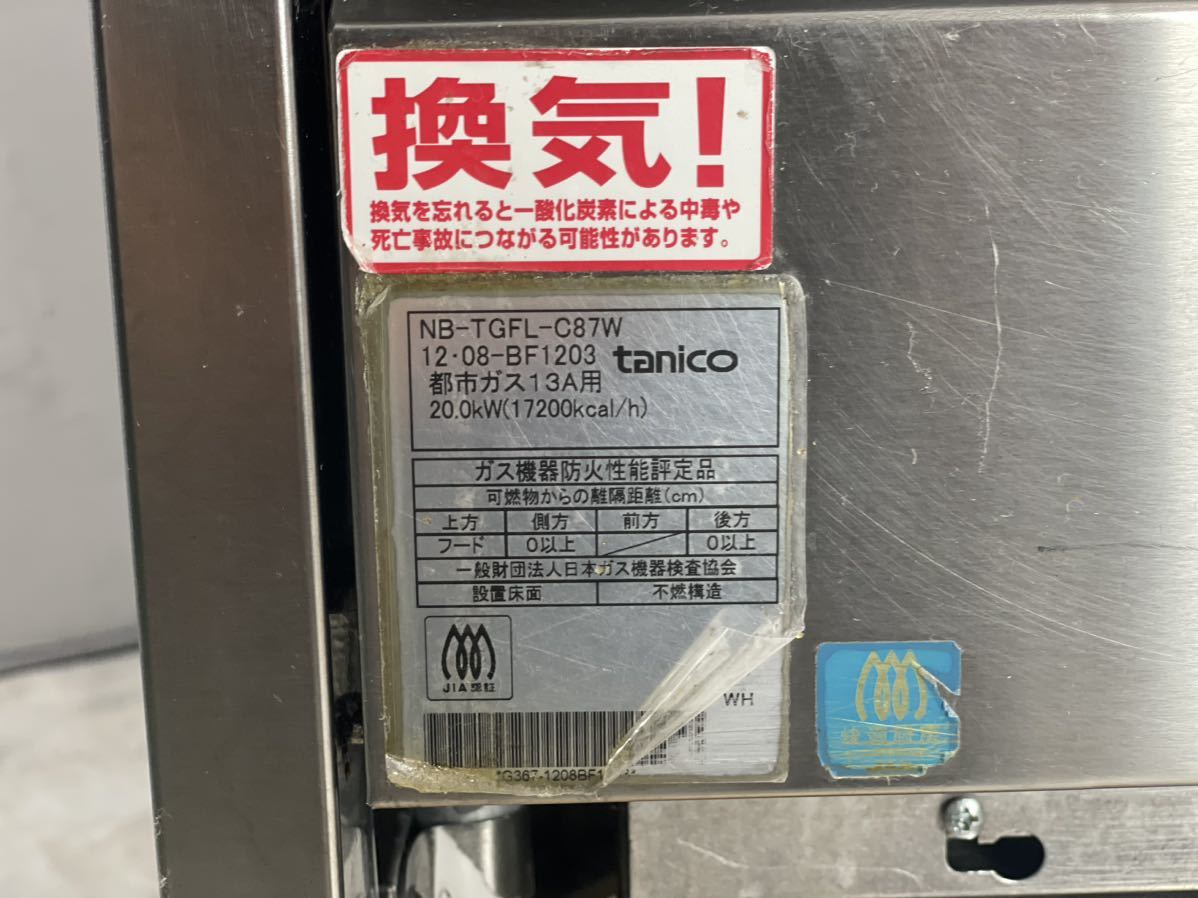 換気!
換気を忘れると一酸化炭素による中毒や
死亡事故につながる可能性があります。
NB-TGFL-C87W
12・08-BF1203 tanico
都市ガス13A用
20.0kW(17200kcal/h)
ガス機器防火性能評定品
可燃物からの離隔距離(cm)
上方 側方 前方 後方
フード 0以上 0以上
一般財団法人日本ガス機器検査協会
設置床面 不燃構造
JIA認証
WH
*G367-1208BF1
涼厨